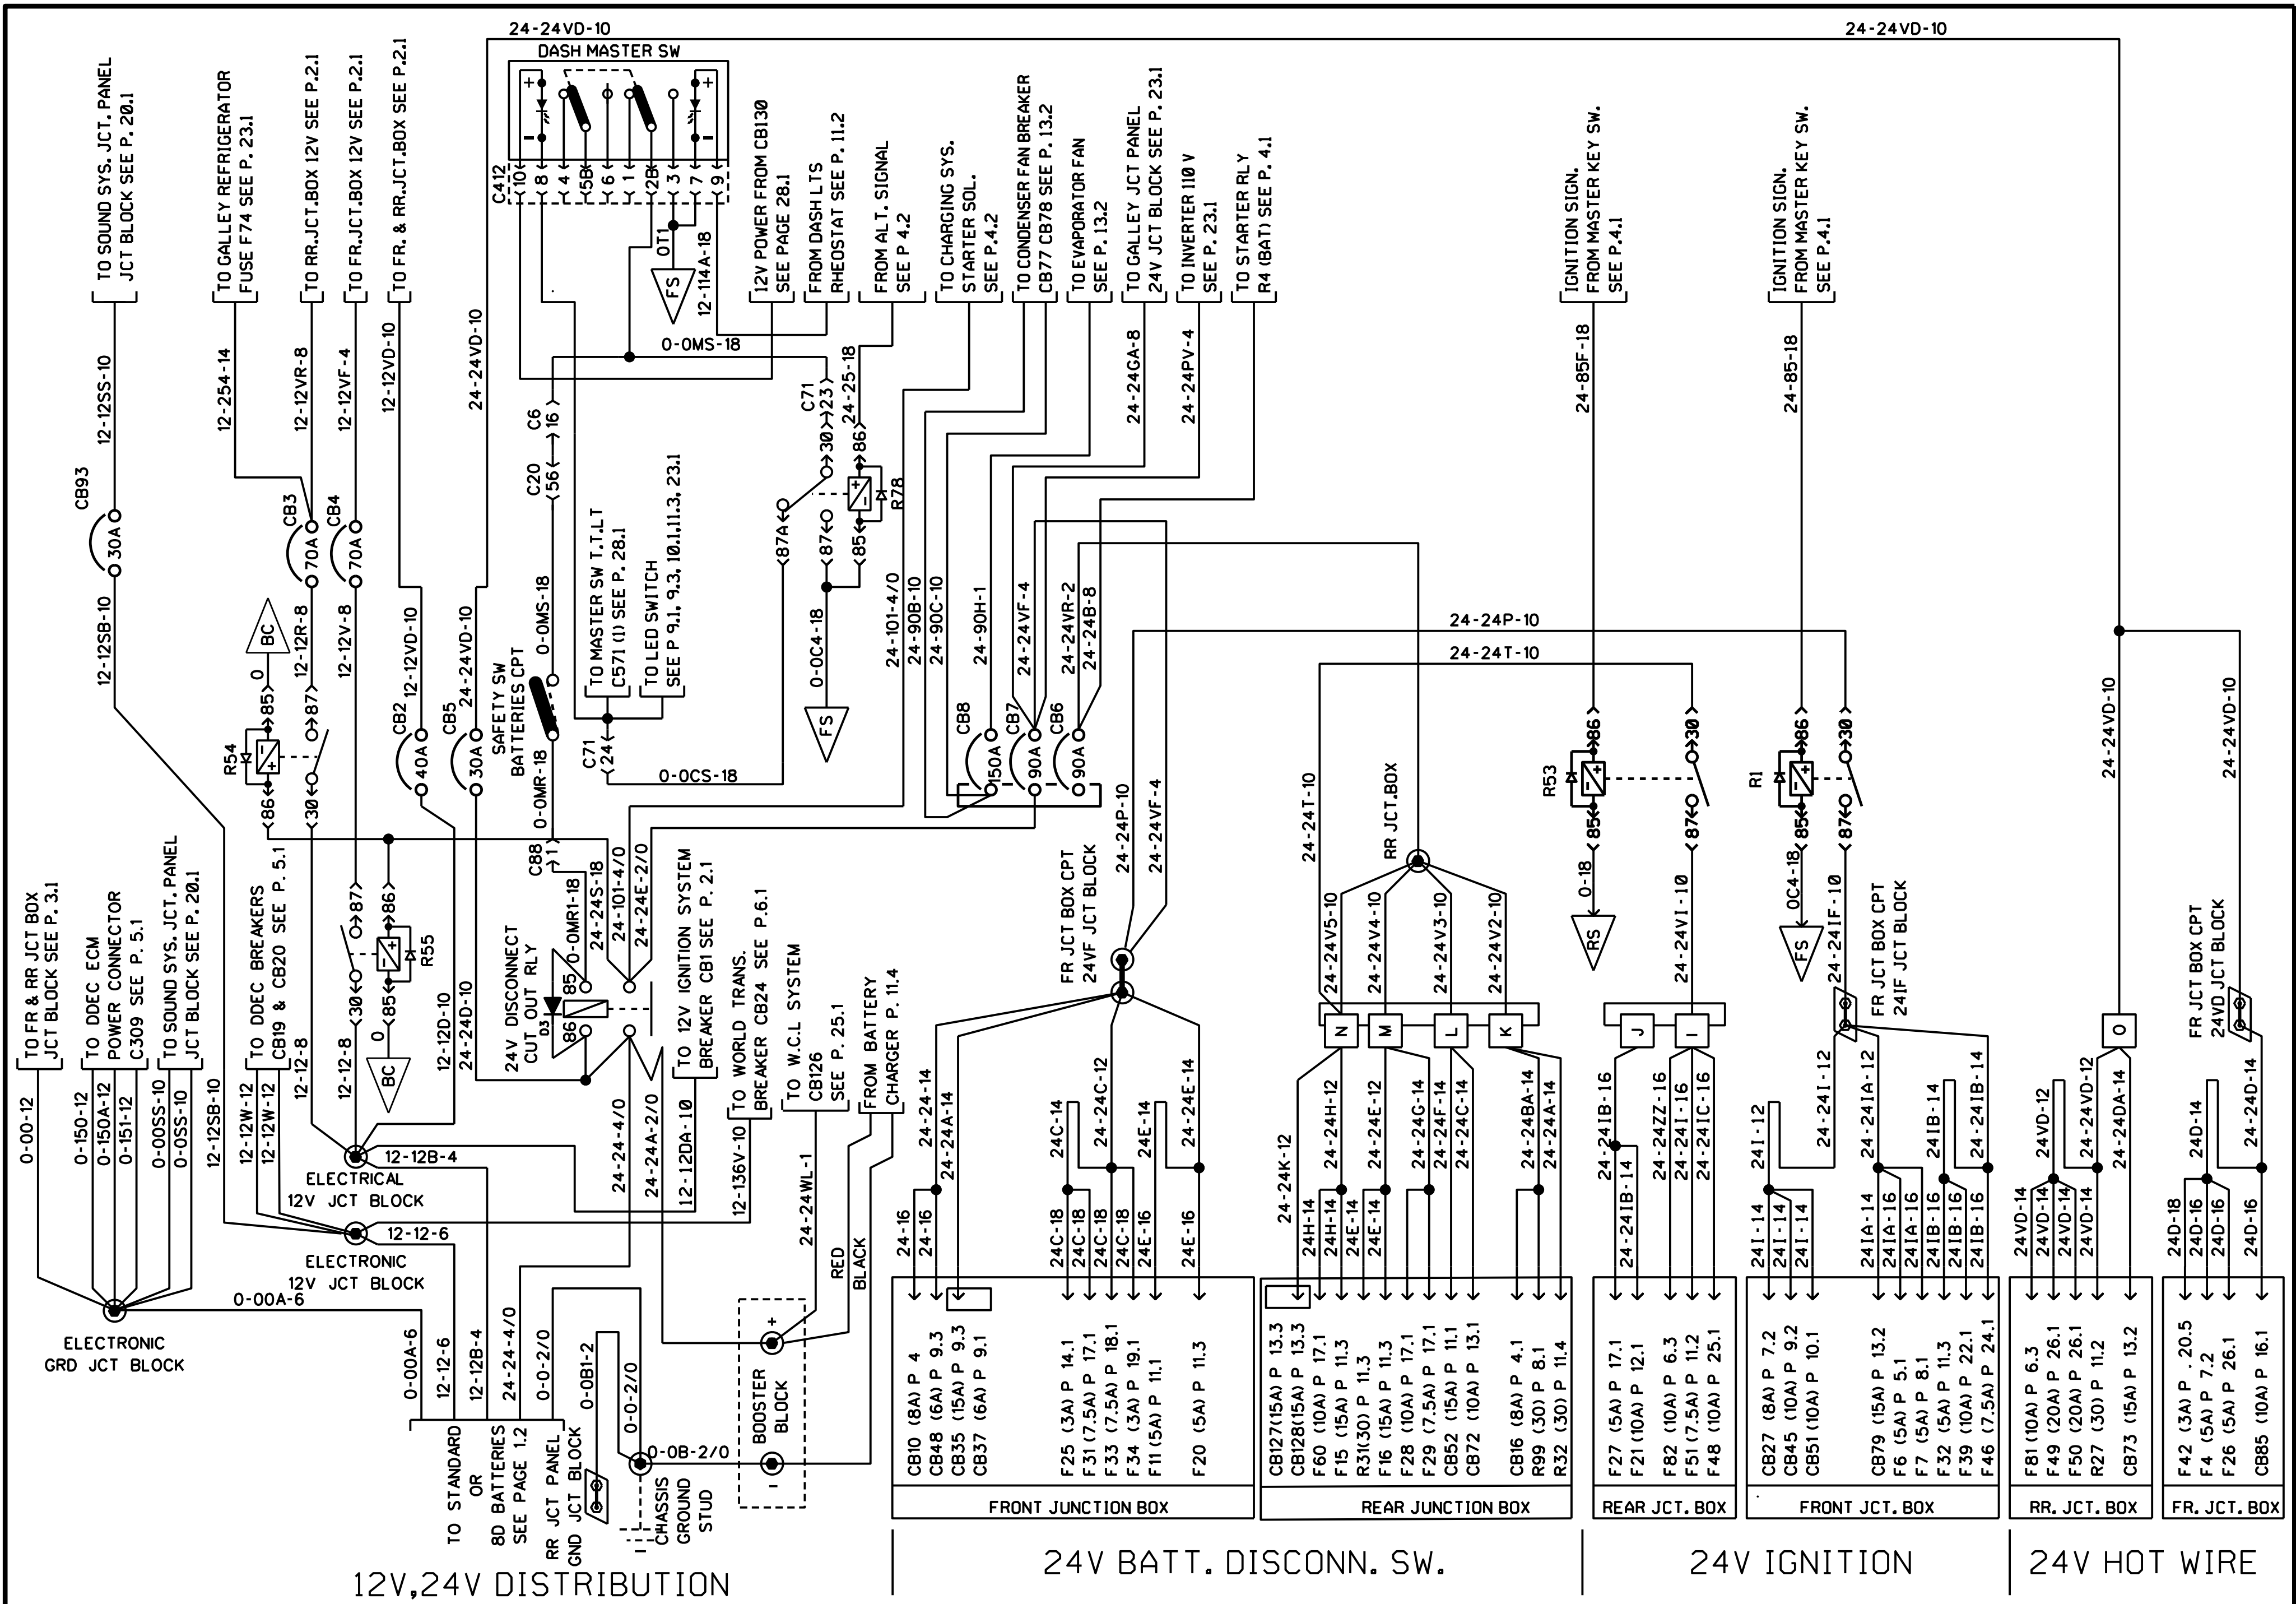 24-24VD-10
24-24VD-10
DASH MASTER SW
TO SOUND SYS. JCT. PANEL
JCT BLOCK SEE P. 20.1
TO GALLEY REFRIGERATOR
FUSE F74 SEE P. 23.1
TO RR.JCT.BOX 12V SEE P.2.1
TO FR.JCT.BOX 12V SEE P.2.1
TO FR. & RR.JCT.BOX SEE P.2.1
C412
10
8
4
5B
6
1
2B
3
7
9
+
-
+
-
0T1
FS
12-114A-18
12V POWER FROM CB130
SEE PAGE 28.1
FROM DASH LTS
RHEOSTAT SEE P. 11.2
FROM ALT. SIGNAL
SEE P 4.2
TO CHARGING SYS.
STARTER SOL.
SEE P.4.2
TO CONDENSER FAN BREAKER
CB77 CB78 SEE P. 13.2
TO EVAPORATOR FAN
SEE P. 13.2
TO GALLEY JCT PANEL
24V JCT BLOCK SEE P. 23.1
TO INVERTER 110 V
SEE P. 23.1
TO STARTER RLY
R4 (BAT) SEE P. 4.1
IGNITION SIGN.
FROM MASTER KEY SW.
SEE P.4.1
IGNITION SIGN.
FROM MASTER KEY SW.
SEE P.4.1
12-12SS-10
12-254-14
12-12VR-8
12-12VF-4
12-12VD-10
24-24VD-10
0-0MS-18
C6
16
C20
56
C71
23
24-25-18
30
86
R78
87A
87
85
+
-
24-24GA-8
24-24PV-4
24-85F-18
24-85-18
CB93
30A
CB3
70A
CB4
70A
12-12SB-10
BC
0
12-12R-8
12-12V-8
12-12VD-10
24-24VD-10
SAFETY SW
BATTERIES CPT
0-0MS-18
TO MASTER SW T.T.LT
C571 (1) SEE P. 28.1
TO LED SWITCH
SEE P 9.1, 9.3, 10.1,11.3, 23.1
0-0C4-18
FS
24-101-4/0
24-90B-10
24-90C-10
24-90H-1
24-24VF-4
24-24VR-2
24-24B-8
24-24P-10
24-24T-10
85
87
R54
-
+
86
30
CB2
40A
CB5
30A
0-0MR-18
C71
24
0-0CS-18
CB8
150A
CB7
90A
CB6
90A
24-24P-10
24-24VF-4
24-24T-10
RR JCT.BOX
R53
86
30
85
87
+
-
0-18
RS
R1
86
30
85
87
+
-
0C4-18
FS
24-24VD-10
24-24VD-10
TO FR & RR JCT BOX
JCT BLOCK SEE P. 3.1
TO DDEC ECM
POWER CONNECTOR
C309 SEE P. 5.1
TO SOUND SYS. JCT. PANEL
JCT BLOCK SEE P. 20.1
TO DDEC BREAKERS
CB19 & CB20 SEE P. 5.1
87
86
R55
+
-
30
85
0
BC
C88
1
0-0MR1-18
24-24S-18
24-101-4/0
24-24E-2/0
24V DISCONNECT
CUT OUT RLY
D3
85
86
TO 12V IGNITION SYSTEM
BREAKER CB1 SEE P. 2.1
TO WORLD TRANS.
BREAKER CB24 SEE P.6.1
TO W.C.L SYSTEM
CB126
SEE P. 25.1
FROM BATTERY
CHARGER P. 11.4
FR JCT BOX CPT
24VF JCT BLOCK
24-24V5-10
24-24V4-10
24-24V3-10
24-24V2-10
24-24VI-10
24-24IF-10
FR JCT BOX CPT
24IF JCT BLOCK
FR JCT BOX CPT
24VD JCT BLOCK
N
M
L
K
J
I
O
0-00-12
0-150-12
0-150A-12
0-151-12
0-00SS-10
0-0SS-10
12-12SB-10
12-12W-12
12-12W-12
12-12-8
12-12-8
12-12D-10
24-24D-10
12-12B-4
ELECTRICAL
12V JCT BLOCK
12-12-6
ELECTRONIC
12V JCT BLOCK
0-00A-6
ELECTRONIC
GRD JCT BLOCK
24-24-4/0
24-24A-2/0
12-12DA-10
12-136V-10
24-24WL-1
RED
BLACK
24-24-14
24-24A-14
24C-14
24-24C-12
24E-14
24-24E-14
24-24K-12
24-24H-12
24-24E-12
24-24G-14
24-24F-14
24-24C-14
24-24BA-14
24-24A-14
24-24IB-16
24-24ZZ-16
24-24I-16
24-24IC-16
24I-12
24-24I-12
24-24IA-12
24IB-14
24-24IB-14
24VD-12
24-24VD-12
24-24DA-14
24D-14
24-24D-14
24-16
24-16
24C-18
24C-18
24C-18
24C-18
24E-16
24E-16
24H-14
24H-14
24E-14
24E-14
24-24IB-14
24I-14
24I-14
24I-14
24IA-14
24IA-16
24IA-16
24IB-16
24IB-16
24IB-16
24VD-14
24VD-14
24VD-14
24VD-14
24D-18
24D-16
24D-16
24D-16
0-00A-6
12-12-6
12-12B-4
24-24-4/0
0-0-2/0
0-0B1-2
0-0-2/0
0-0B-2/0
TO STANDARD
OR
8D BATTERIES
SEE PAGE 1.2
RR JCT PANEL
GND JCT BLOCK
CHASSIS
GROUND
STUD
+
BOOSTER
BLOCK
-
CB10 (8A) P 4
CB48 (6A) P 9.3
CB35 (15A) P 9.3
CB37 (6A) P 9.1
F25 (3A) P 14.1
F31 (7.5A) P 17.1
F33 (7.5A) P 18.1
F34 (3A) P 19.1
F11 (5A) P 11.1
F20 (5A) P 11.3
FRONT JUNCTION BOX
CB127(15A) P 13.3
CB128(15A) P 13.3
F60 (10A) P 17.1
F15 (15A) P 11.3
R31(30) P 11.3
F16 (15A) P 11.3
F28 (10A) P 17.1
F29 (7.5A) P 17.1
CB52 (15A) P 11.1
CB72 (10A) P 13.1
CB16 (8A) P 4.1
R99 (30) P 8.1
R32 (30) P 11.4
REAR JUNCTION BOX
F27 (5A) P 17.1
F21 (10A) P 12.1
F82 (10A) P 6.3
F51 (7.5A) P 11.2
F48 (10A) P 25.1
REAR JCT. BOX
CB27 (8A) P 7.2
CB45 (10A) P 9.2
CB51 (10A) P 10.1
CB79 (15A) P 13.2
F6 (5A) P 5.1
F7 (5A) P 8.1
F32 (5A) P 11.3
F39 (10A) P 22.1
F46 (7.5A) P 24.1
FRONT JCT. BOX
F81 (10A) P 6.3
F49 (20A) P 26.1
F50 (20A) P 26.1
R27 (30) P 11.2
CB73 (15A) P 13.2
RR. JCT. BOX
F42 (3A) P . 20.5
F4 (5A) P 7.2
F26 (5A) P 26.1
CB85 (10A) P 16.1
FR. JCT. BOX
12V,24V DISTRIBUTION
24V BATT. DISCONN. SW.
24V IGNITION
24V HOT WIRE